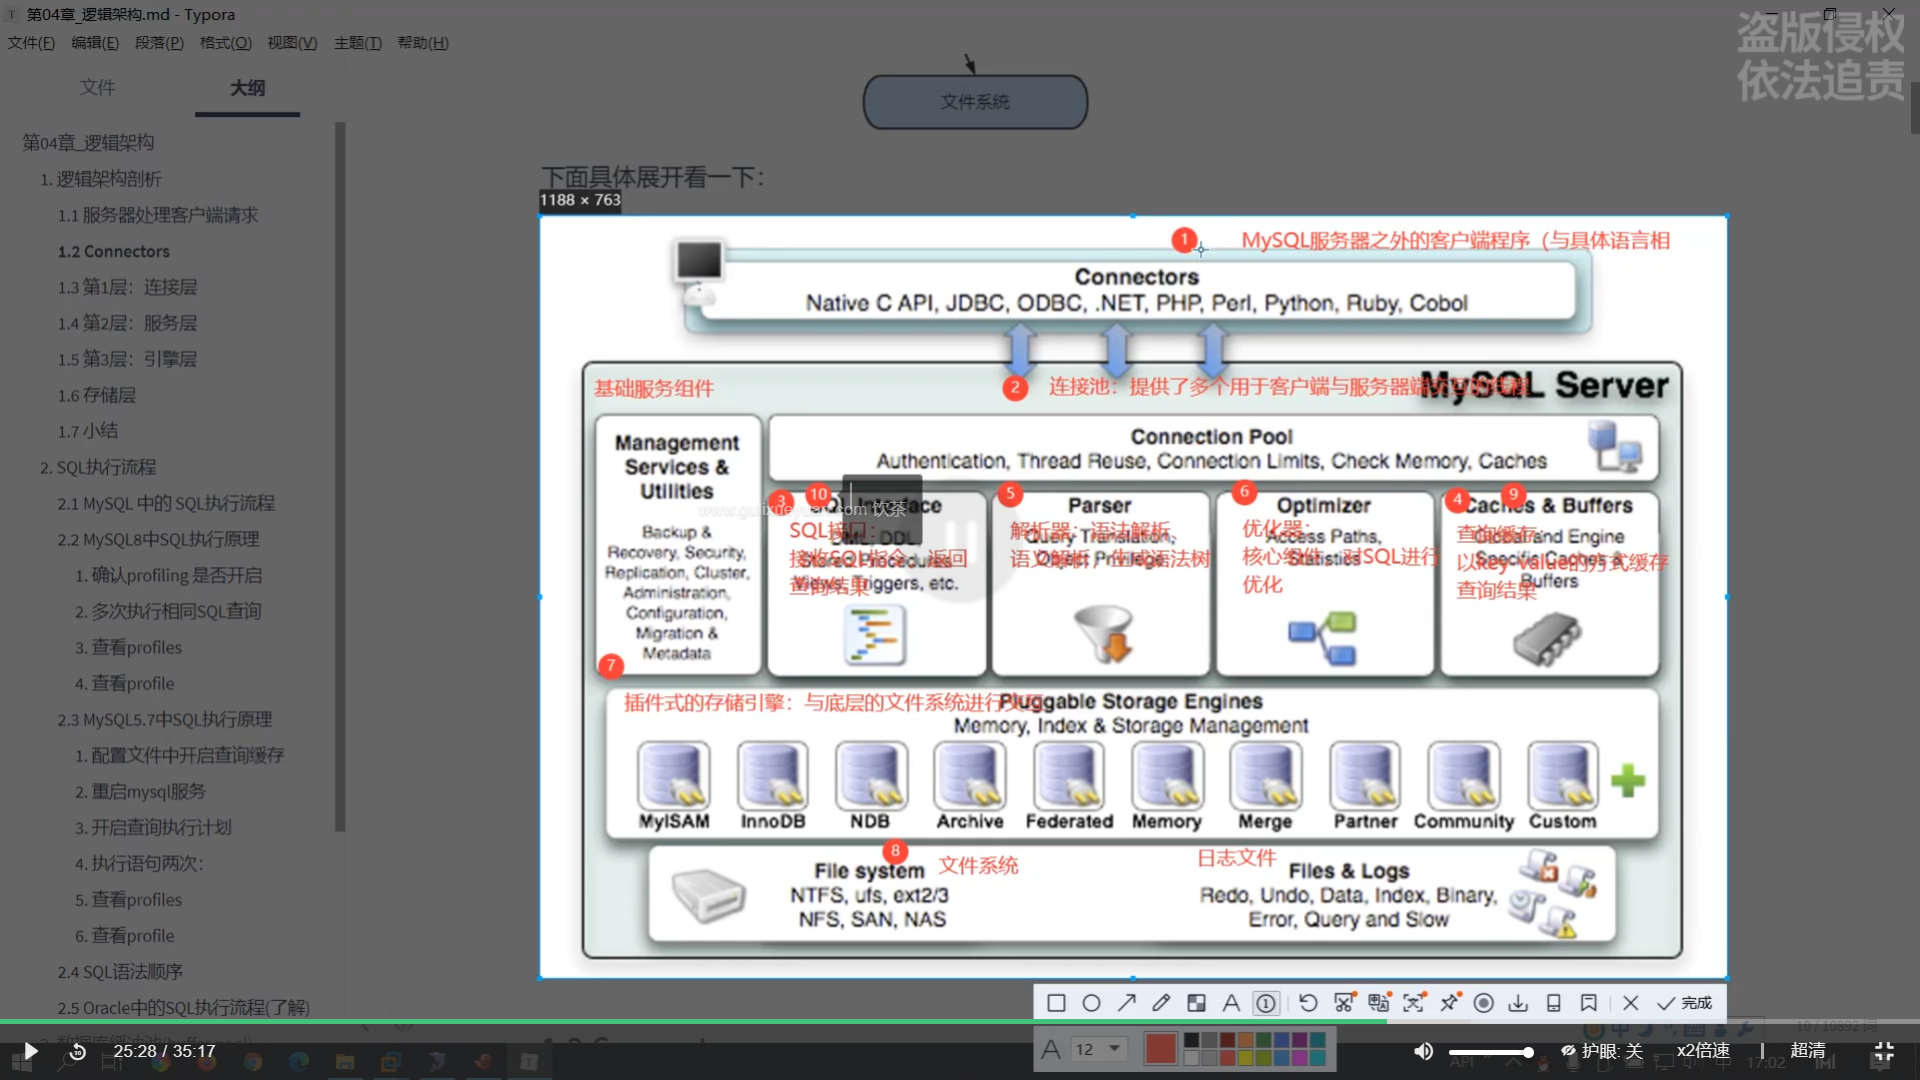 第04章_逻辑架构.md - Typora
盗版侵权
依法追责
文件(F) 编辑(E) 段落(P) 格式(O) 视图(V) 主题(T) 帮助(H)
文件 大纲
第04章_逻辑架构
1. 逻辑架构剖析
1.1 服务器处理客户端请求
1.2 Connectors
1.3 第1层：连接层
1.4 第2层：服务层
1.5 第3层：引擎层
1.6 存储层
1.7 小结
2. SQL执行流程
2.1 MySQL 中的 SQL执行流程
2.2 MySQL8中SQL执行原理
1. 确认profiling 是否开启
2. 多次执行相同SQL查询
3. 查看profiles
4. 查看profile
2.3 MySQL5.7中SQL执行原理
1. 配置文件中开启查询缓存
2. 重启mysql服务
3. 开启查询执行计划
4. 执行语句两次：
5. 查看profiles
6. 查看profile
2.4 SQL语法顺序
2.5 Oracle中的SQL执行流程(了解)
文件系统
下面具体展开看一下：
1188 × 763
1 MySQL服务器之外的客户端程序（与具体语言相
Connectors
Native C API, JDBC, ODBC, .NET, PHP, Perl, Python, Ruby, Cobol
基础服务组件
2 连接池：提供了多个用于客户端与服务器端交互的线程
MySQL Server
Management
Services &
Utilities
Backup &
Recovery, Security,
Replication, Cluster,
Administration,
Configuration,
Migration &
Metadata
Connection Pool
Authentication, Thread Reuse, Connection Limits, Check Memory, Caches
3 10
SQL接口：
接收SQL指令，返回
查询结果
DML, DDL,
Stored Procedures
Views, Triggers, etc.
5 Parser
解析器：语法解析、
语义解析，生成语法树
Query Translation,
Object Privilege
6 Optimizer
优化器：
核心组件，对SQL进行
优化
Access Paths,
Statistics
4 9 Caches & Buffers
查询缓存：
以key-value的方式缓存
查询结果
Global and Engine
Specific Caches &
Buffers
7
插件式的存储引擎：与底层的文件系统进行交互
Pluggable Storage Engines
Memory, Index & Storage Management
MyISAM InnoDB NDB Archive Federated Memory Merge Partner Community Custom
8
File system 文件系统
NTFS, ufs, ext2/3
NFS, SAN, NAS
日志文件
Files & Logs
Redo, Undo, Data, Index, Binary,
Error, Query and Slow
完成
12
10 / 10892 词
25:28 / 35:17
护眼: 关 x2倍速 超清
17:02